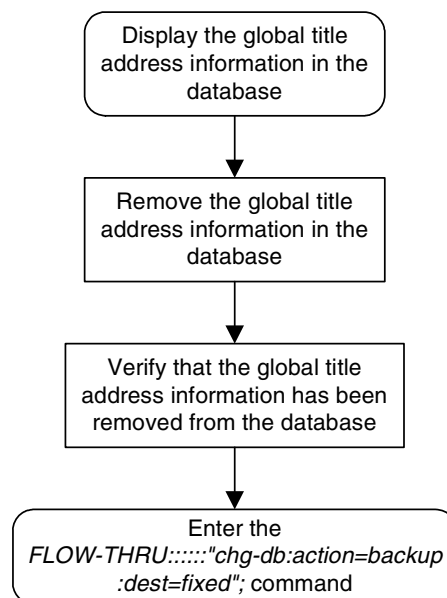 Display the global title
address information in the
database
Remove the global title
address information in the
database
Verify that the global title
address information has been
removed from the database
Enter the
FLOW-THRU::::::"chg-db:action=backup
:dest=fixed"; command